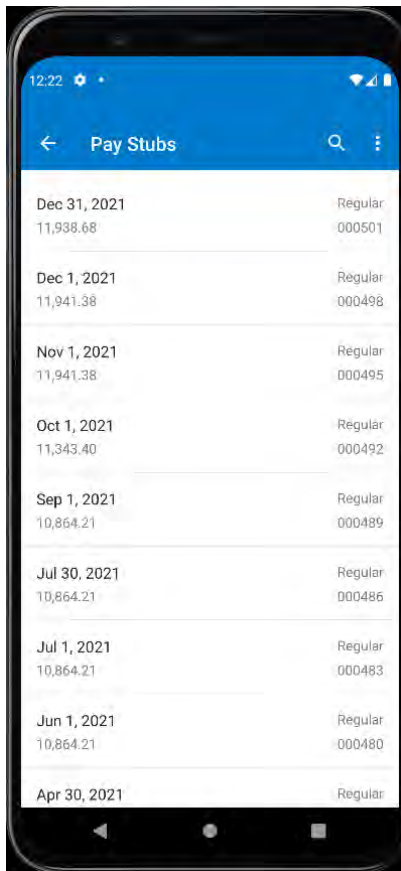 12:22
Pay Stubs
Dec 31, 2021 Regular
11,938.68 000501
Dec 1, 2021 Regular
11,941.38 000498
Nov 1, 2021 Regular
11,941.38 000495
Oct 1, 2021 Regular
11,343.40 000492
Sep 1, 2021 Regular
10,864.21 000489
Jul 30, 2021 Regular
10,864.21 000486
Jul 1, 2021 Regular
10,864.21 000483
Jun 1, 2021 Regular
10,864.21 000480
Apr 30, 2021 Regular